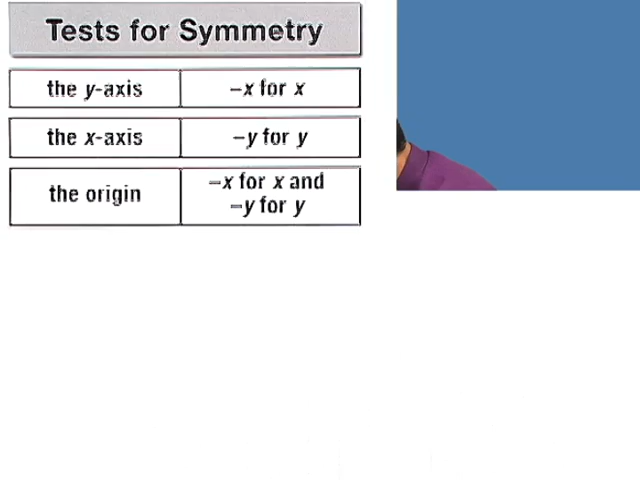 Tests for Symmetry
the y-axis
–x for x
the x-axis
–y for y
the origin
–x for x and
–y for y